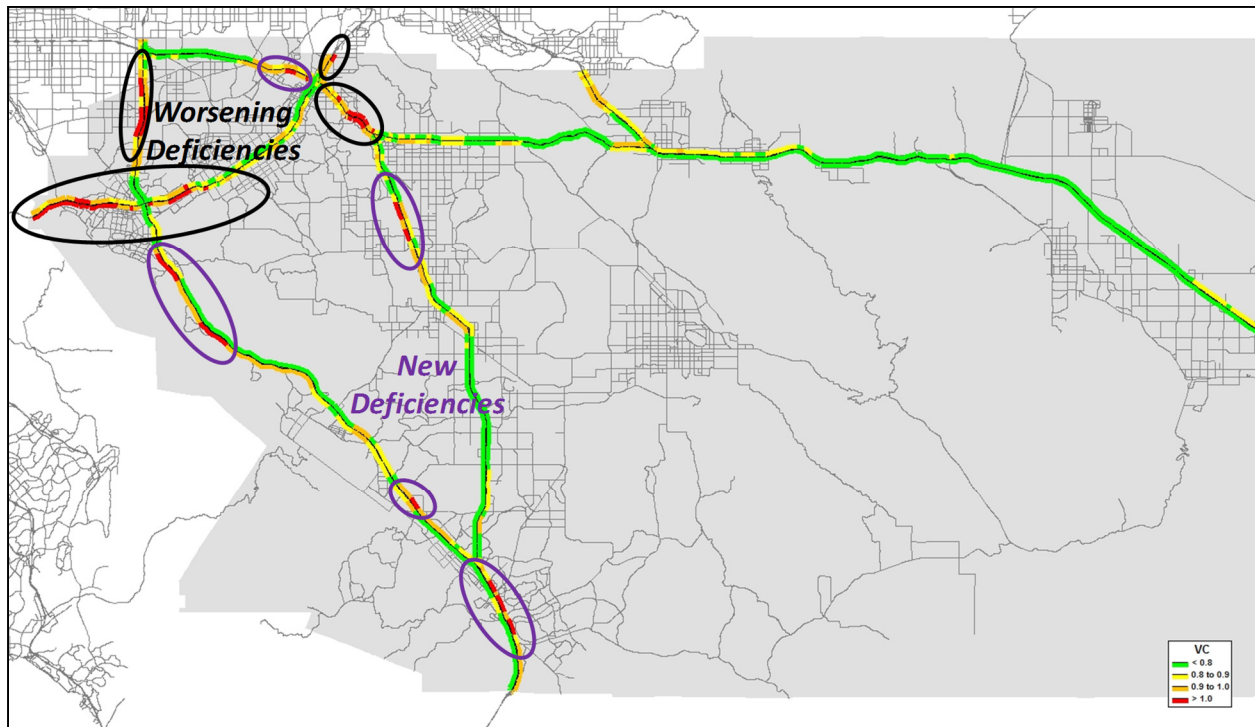 Worsening
Deficiencies
New
Deficiencies
VC
< 0.8
0.8 to 0.9
0.9 to 1.0
> 1.0